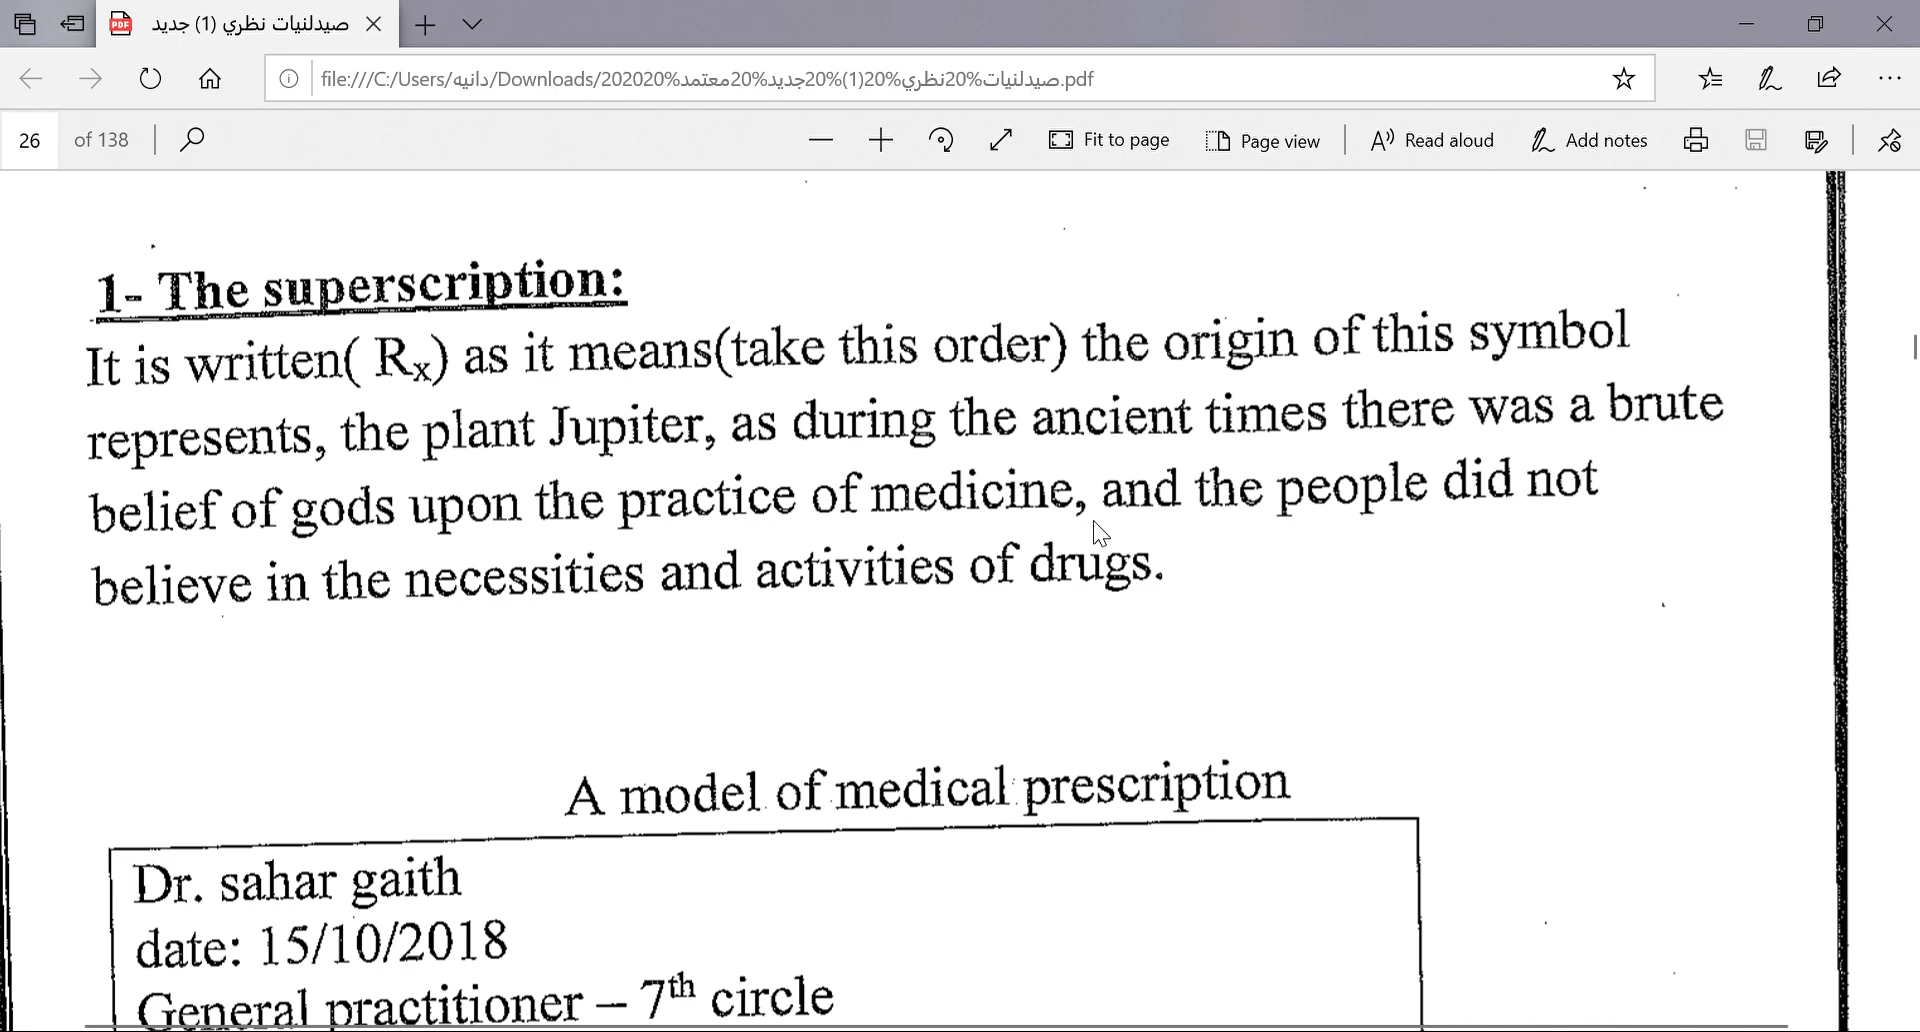 صيدلنيات نظري (1) جديد
file:///C:/Users/دانيه/Downloads/202020%صيدلنيات%20نظري%20(1)%20جديد%20معتمد.pdf
26 of 138
Fit to page
Page view
Read aloud
Add notes
1- The superscription:
It is written( Rx) as it means(take this order) the origin of this symbol
represents, the plant Jupiter, as during the ancient times there was a brute
belief of gods upon the practice of medicine, and the people did not
believe in the necessities and activities of drugs.
A model of medical prescription
Dr. sahar gaith
date: 15/10/2018
General practitioner – 7th circle